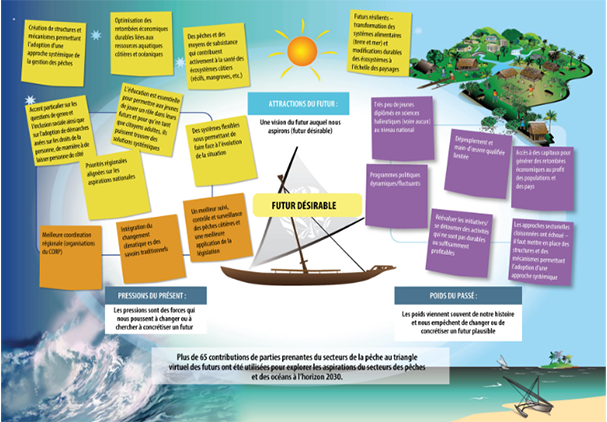 Création de structures et
mécanismes permettant
l'adoption d'une
approche systémique de
la gestion des pêches
Optimisation des
retombées économiques
durables liées aux
ressources aquatiques
côtières et océaniques
Des pêches et des
moyens de subsistance
qui contribuent
activement à la santé des
écosystèmes côtiers
(récifs, mangroves, etc.)
Futurs résilients –
transformation des
systèmes alimentaires
(terre et mer) et
modifications durables
des écosystèmes à
l'échelle des paysages
Accent particulier sur les
questions de genre et
l'inclusion sociale ainsi que
sur l'adoption de démarches
axées sur les droits de la
personne, de manière à ne
laisser personne de côté
L'éducation est essentielle
pour permettre aux jeunes
de jouer un rôle dans leurs
futurs et pour qu'en tant
que citoyens adultes, ils
puissent trouver des
solutions systémiques
Des systèmes flexibles
nous permettant de
faire face à l'évolution
de la situation
Priorités régionales
alignées sur les
aspirations nationales
ATTRACTIONS DU FUTUR :
Une vision du futur auquel nous
aspirons (futur désirable)
Très peu de jeunes
diplômés en sciences
halieutiques (voire aucun)
au niveau national
Dépeuplement et
main-d'œuvre qualifiée
limitée
Accès à des capitaux pour
générer des retombées
économiques au profit
des populations et
des pays
Programmes politiques
dynamiques/fluctuants
Réévaluer les initiatives/
se détourner des activités
qui ne sont pas durables
ou suffisamment
profitables
Les approches sectorielles
cloisonnées ont échoué –
il faut mettre en place des
structures et des
mécanismes permettant
l'adoption d'une
approche systémique
FUTUR DÉSIRABLE
Meilleure coordination
régionale (organisations
du CORP)
Intégration du
changement
climatique et des
savoirs traditionnels
Un meilleur suivi,
contrôle et surveillance
des pêches côtières et
une meilleure
application de la
législation
PRESSIONS DU PRÉSENT :
Les pressions sont des forces qui
nous poussent à changer ou à
chercher à concrétiser un futur
POIDS DU PASSÉ :
Les poids viennent souvent de notre histoire
et nous empêchent de changer ou de
concrétiser un futur plausible
Plus de 65 contributions de parties prenantes du secteurs de la pêche au triangle
virtuel des futurs ont été utilisées pour explorer les aspirations du secteurs des pêches
et des océans à l'horizon 2030.